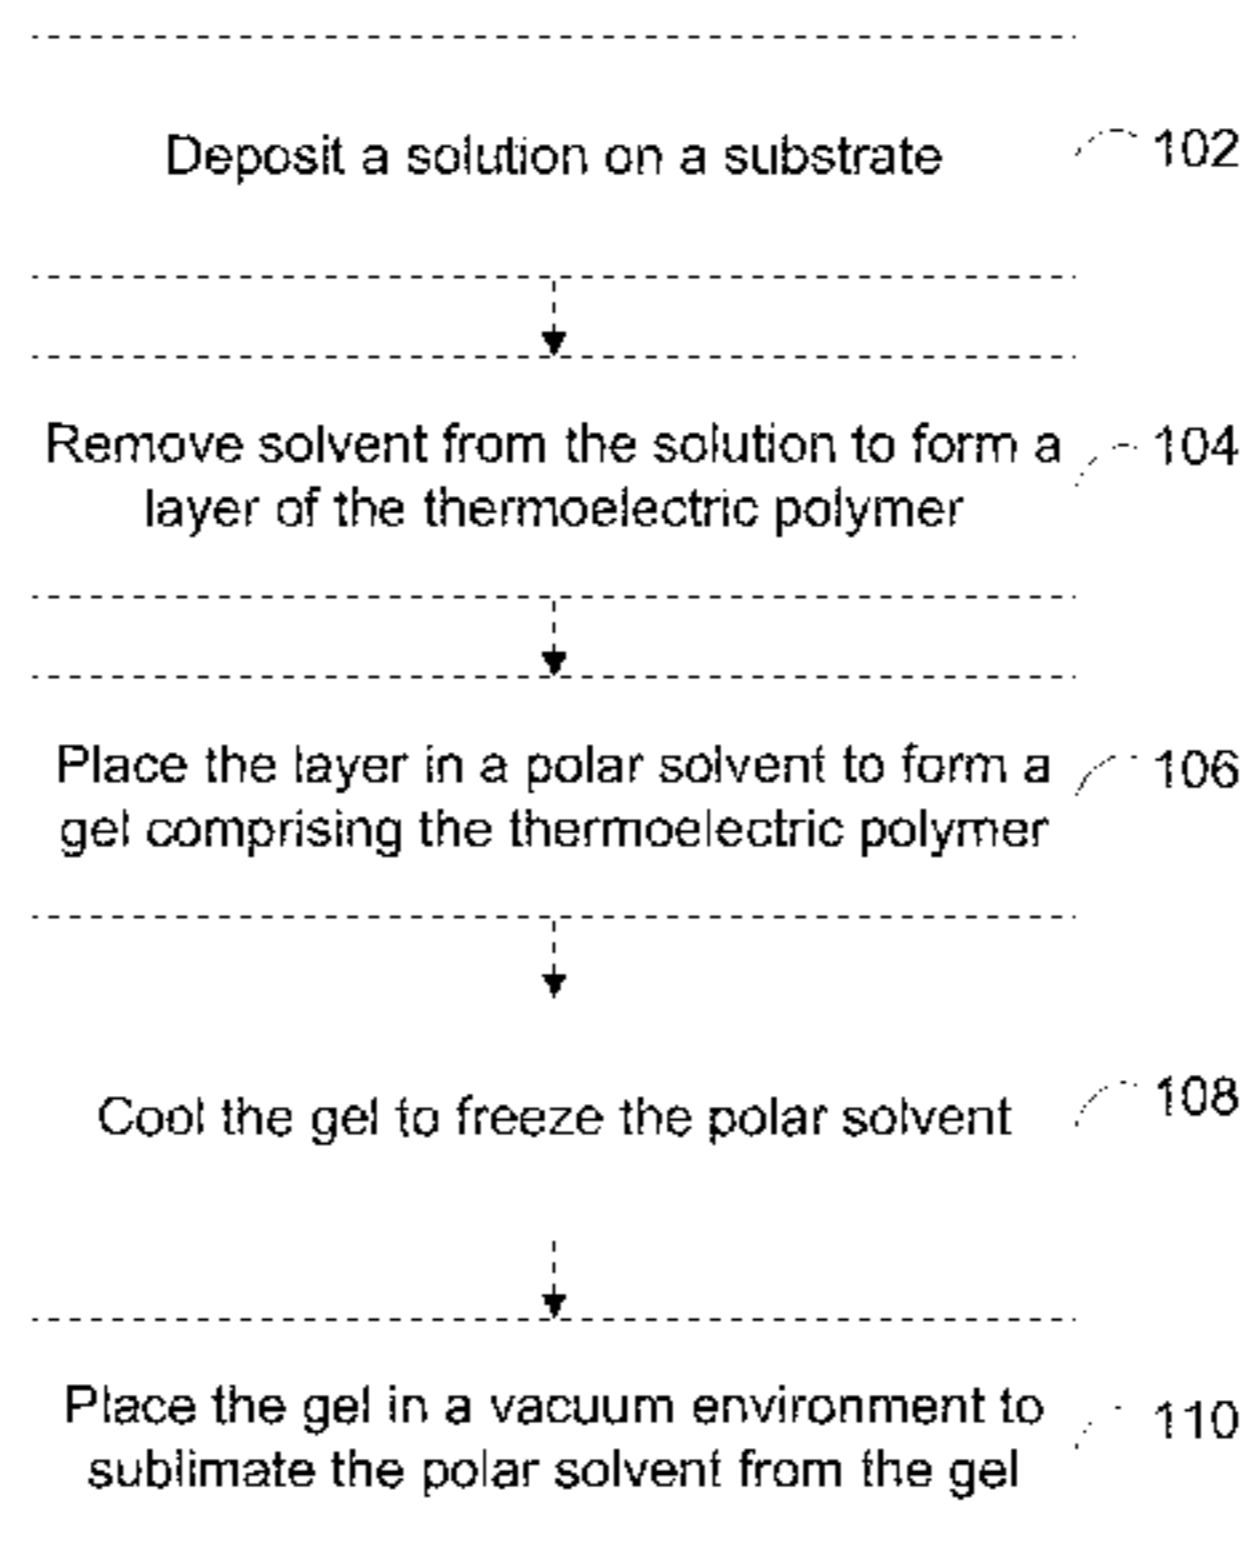 Deposit a solution on a substrate
102
Remove solvent from the solution to form a
layer of the thermoelectric polymer
104
Place the layer in a polar solvent to form a
gel comprising the thermoelectric polymer
106
Cool the gel to freeze the polar solvent
108
Place the gel in a vacuum environment to
sublimate the polar solvent from the gel
110